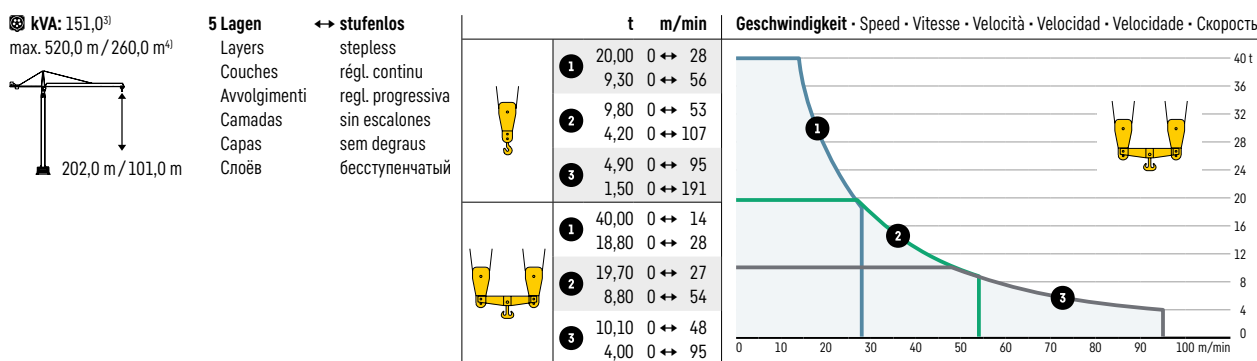 kVA: 151,0³⁾
max. 520,0 m / 260,0 m⁴⁾
202,0 m / 101,0 m
5 Lagen ↔ stufenlos
Layers stepless
Couches régl. continu
Avvolgimenti regl. progressiva
Camadas sin escalones
Capas sem degraus
Слоёв бесступенчатый
t m/min
1 20,00 0 ↔ 28
9,30 0 ↔ 56
2 9,80 0 ↔ 53
4,20 0 ↔ 107
3 4,90 0 ↔ 95
1,50 0 ↔ 191
1 40,00 0 ↔ 14
18,80 0 ↔ 28
2 19,70 0 ↔ 27
8,80 0 ↔ 54
3 10,10 0 ↔ 48
4,00 0 ↔ 95
Geschwindigkeit · Speed · Vitesse · Velocità · Velocidad · Velocidade · Скорость
40 t
36
32
28
24
20
16
12
8
4
0
1
2
3
0 10 20 30 40 50 60 70 80 90 100 m/min